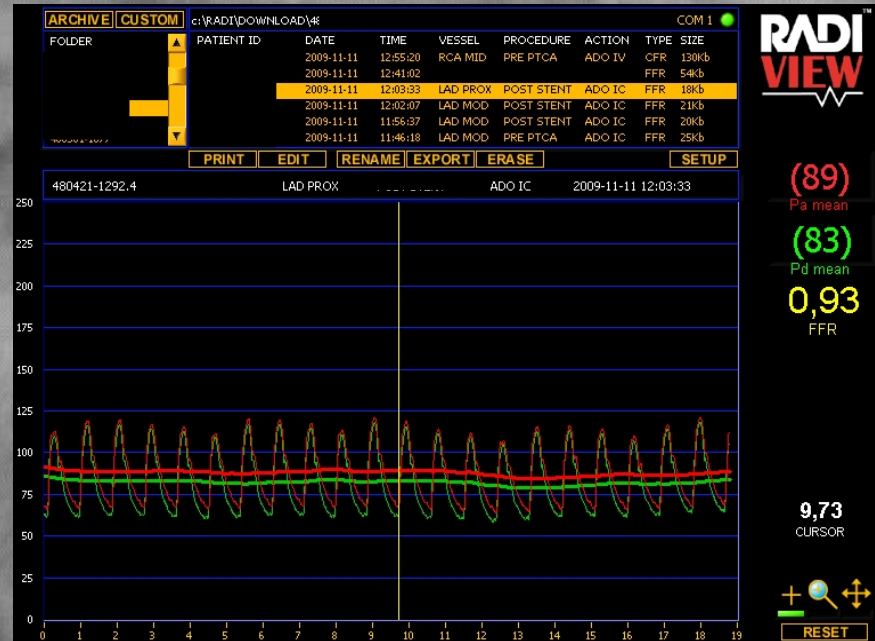 ARCHIVE CUSTOM c:\RADI\DOWNLOAD\4 COM 1
FOLDER PATIENT ID DATE TIME VESSEL PROCEDURE ACTION TYPE SIZE
2009-11-11 12:55:20 RCA MID PRE PTCA ADO IV CFR 130Kb
2009-11-11 12:41:02 FFR 54Kb
2009-11-11 12:03:33 LAD PROX POST STENT ADO IC FFR 18Kb
2009-11-11 12:02:07 LAD MOD POST STENT ADO IC FFR 21Kb
2009-11-11 11:56:37 LAD MOD POST STENT ADO IC FFR 20Kb
2009-11-11 11:46:18 LAD MOD PRE PTCA ADO IC FFR 25Kb
PRINT EDIT RENAME EXPORT ERASE SETUP
480421-1292.4 LAD PROX ADO IC 2009-11-11 12:03:33
RADI
VIEW
TM
(89)
Pa mean
(83)
Pd mean
0,93
FFR
9,73
CURSOR
RESET
250
225
200
175
150
125
100
75
50
25
0
0 1 2 3 4 5 6 7 8 9 10 11 12 13 14 15 16 17 18 19